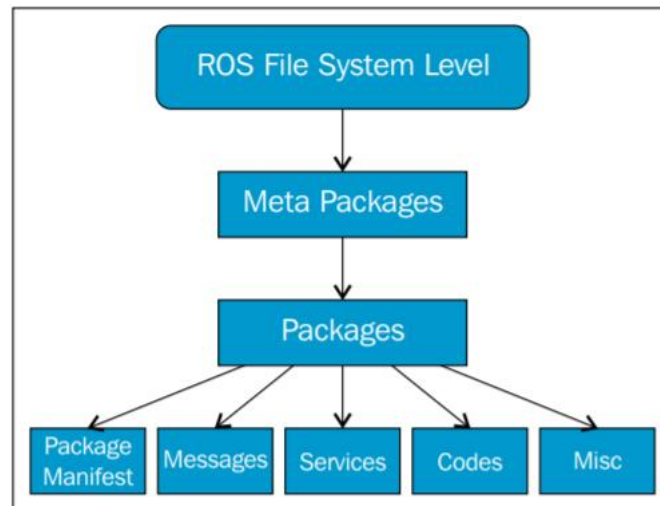 ROS File System Level
Meta Packages
Packages
Package
Manifest
Messages
Services
Codes
Misc